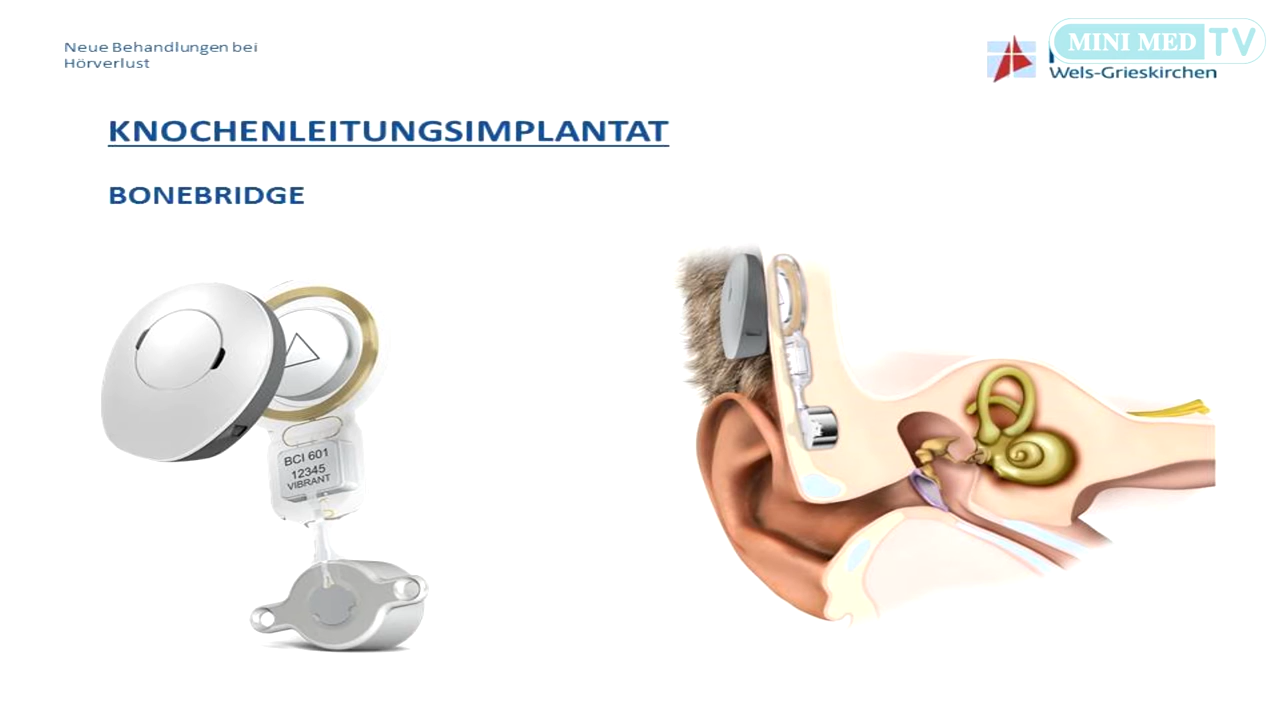 Neue Behandlungen bei
Hörverlust
MINI MED TV
Wels-Grieskirchen
KNOCHENLEITUNGSIMPLANTAT
BONEBRIDGE
BCI 601
12345
VIBRANT